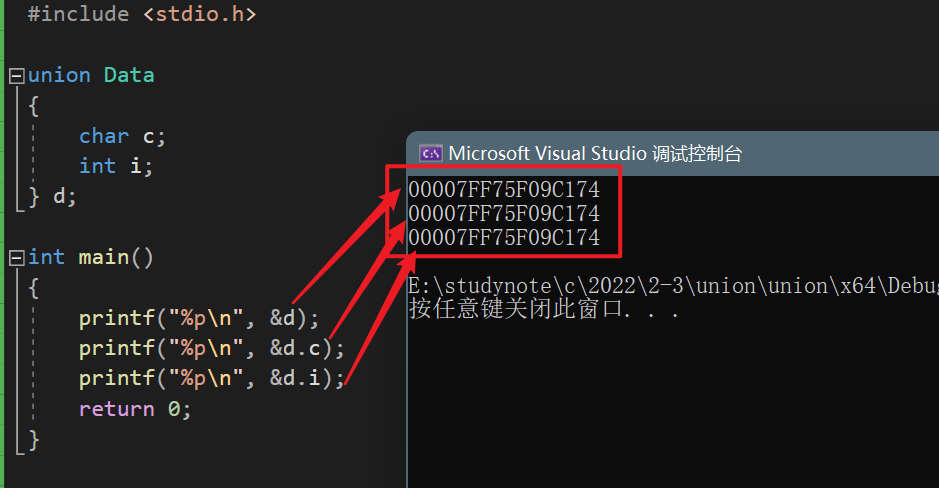 #include <stdio.h>
union Data
{
char c;
int i;
} d;
int main()
{
printf("%p\n", &d);
printf("%p\n", &d.c);
printf("%p\n", &d.i);
return 0;
}
Microsoft Visual Studio 调试控制台
00007FF75F09C174
00007FF75F09C174
00007FF75F09C174
E:\studynote\c\2022\2-3\union\union\x64\Debug
按任意键关闭此窗口. . .